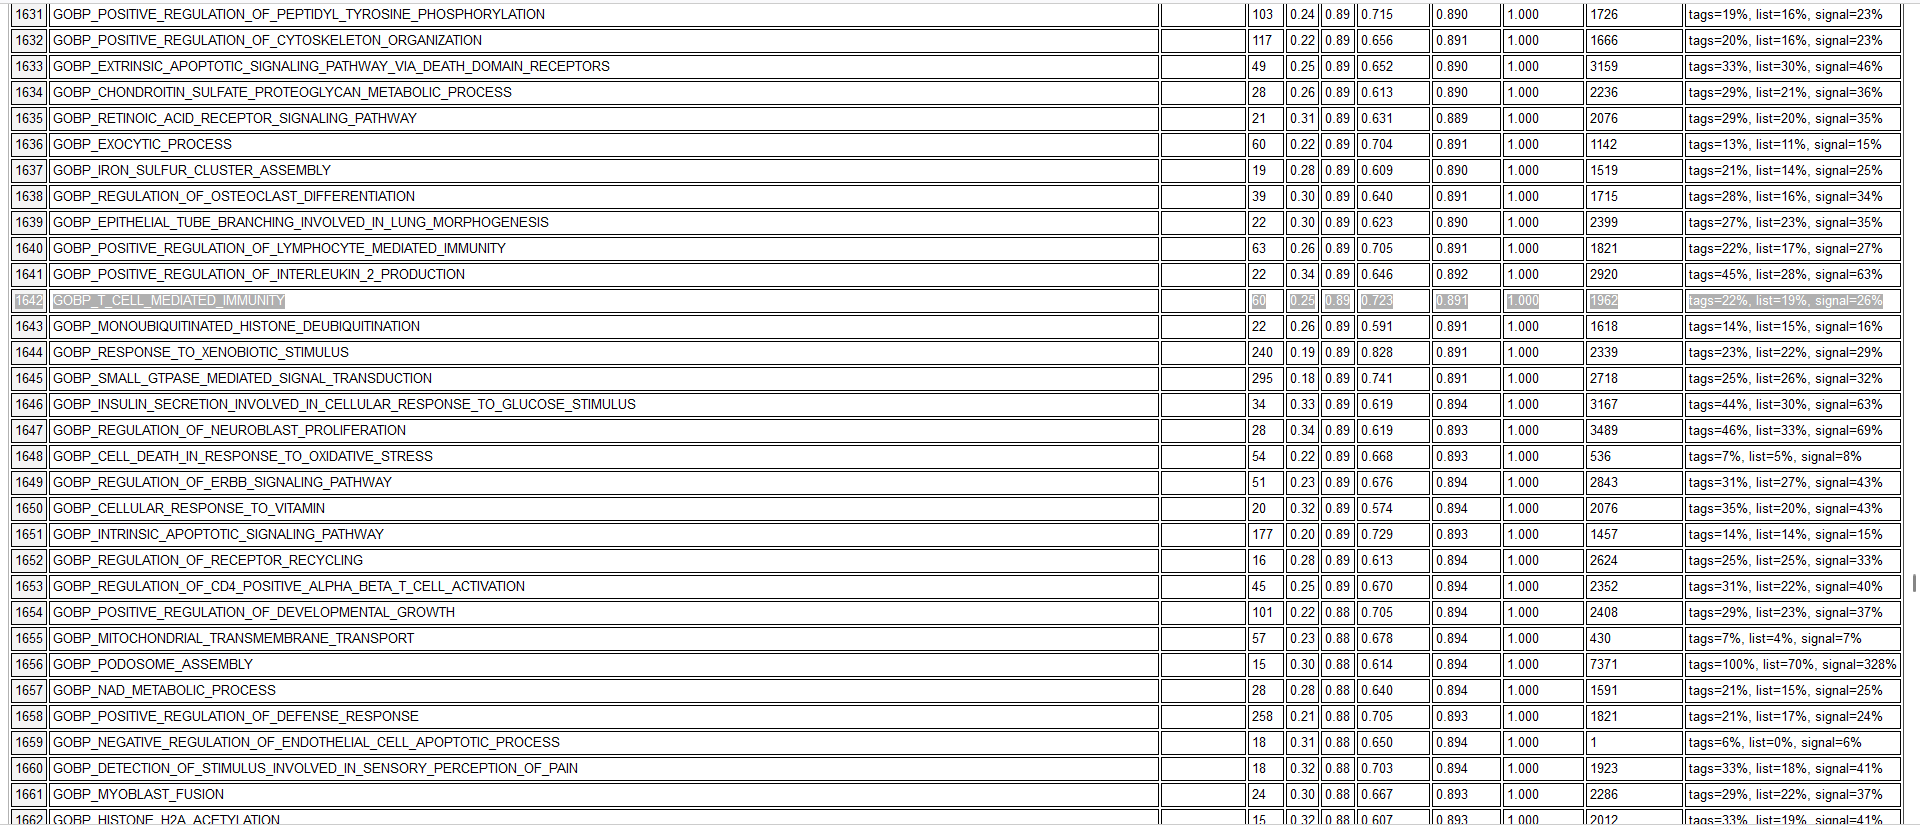 1631 GOBP_POSITIVE_REGULATION_OF_PEPTIDYL_TYROSINE_PHOSPHORYLATION 103 0.24 0.89 0.715 0.890 1.000 1726 tags=19%, list=16%, signal=23%
1632 GOBP_POSITIVE_REGULATION_OF_CYTOSKELETON_ORGANIZATION 117 0.22 0.89 0.656 0.891 1.000 1666 tags=20%, list=16%, signal=23%
1633 GOBP_EXTRINSIC_APOPTOTIC_SIGNALING_PATHWAY_VIA_DEATH_DOMAIN_RECEPTORS 49 0.25 0.89 0.652 0.890 1.000 3159 tags=33%, list=30%, signal=46%
1634 GOBP_CHONDROITIN_SULFATE_PROTEOGLYCAN_METABOLIC_PROCESS 28 0.26 0.89 0.613 0.890 1.000 2236 tags=29%, list=21%, signal=36%
1635 GOBP_RETINOIC_ACID_RECEPTOR_SIGNALING_PATHWAY 21 0.31 0.89 0.631 0.889 1.000 2076 tags=29%, list=20%, signal=35%
1636 GOBP_EXOCYTIC_PROCESS 60 0.22 0.89 0.704 0.891 1.000 1142 tags=13%, list=11%, signal=15%
1637 GOBP_IRON_SULFUR_CLUSTER_ASSEMBLY 19 0.28 0.89 0.609 0.890 1.000 1519 tags=21%, list=14%, signal=25%
1638 GOBP_REGULATION_OF_OSTEOCLAST_DIFFERENTIATION 39 0.30 0.89 0.640 0.891 1.000 1715 tags=28%, list=16%, signal=34%
1639 GOBP_EPITHELIAL_TUBE_BRANCHING_INVOLVED_IN_LUNG_MORPHOGENESIS 22 0.30 0.89 0.623 0.890 1.000 2399 tags=27%, list=23%, signal=35%
1640 GOBP_POSITIVE_REGULATION_OF_LYMPHOCYTE_MEDIATED_IMMUNITY 63 0.26 0.89 0.705 0.891 1.000 1821 tags=22%, list=17%, signal=27%
1641 GOBP_POSITIVE_REGULATION_OF_INTERLEUKIN_2_PRODUCTION 22 0.34 0.89 0.646 0.892 1.000 2920 tags=45%, list=28%, signal=63%
1642 GOBP_T_CELL_MEDIATED_IMMUNITY 60 0.25 0.89 0.723 0.891 1.000 1962 tags=22%, list=19%, signal=26%
1643 GOBP_MONOUBIQUITINATED_HISTONE_DEUBIQUITINATION 22 0.26 0.89 0.591 0.891 1.000 1618 tags=14%, list=15%, signal=16%
1644 GOBP_RESPONSE_TO_XENOBIOTIC_STIMULUS 240 0.19 0.89 0.828 0.891 1.000 2339 tags=23%, list=22%, signal=29%
1645 GOBP_SMALL_GTPASE_MEDIATED_SIGNAL_TRANSDUCTION 295 0.18 0.89 0.741 0.891 1.000 2718 tags=25%, list=26%, signal=32%
1646 GOBP_INSULIN_SECRETION_INVOLVED_IN_CELLULAR_RESPONSE_TO_GLUCOSE_STIMULUS 34 0.33 0.89 0.619 0.894 1.000 3167 tags=44%, list=30%, signal=63%
1647 GOBP_REGULATION_OF_NEUROBLAST_PROLIFERATION 28 0.34 0.89 0.619 0.893 1.000 3489 tags=46%, list=33%, signal=69%
1648 GOBP_CELL_DEATH_IN_RESPONSE_TO_OXIDATIVE_STRESS 54 0.22 0.89 0.668 0.893 1.000 536 tags=7%, list=5%, signal=8%
1649 GOBP_REGULATION_OF_ERBB_SIGNALING_PATHWAY 51 0.23 0.89 0.676 0.894 1.000 2843 tags=31%, list=27%, signal=43%
1650 GOBP_CELLULAR_RESPONSE_TO_VITAMIN 20 0.32 0.89 0.574 0.894 1.000 2076 tags=35%, list=20%, signal=43%
1651 GOBP_INTRINSIC_APOPTOTIC_SIGNALING_PATHWAY 177 0.20 0.89 0.729 0.893 1.000 1457 tags=14%, list=14%, signal=15%
1652 GOBP_REGULATION_OF_RECEPTOR_RECYCLING 16 0.28 0.89 0.613 0.894 1.000 2624 tags=25%, list=25%, signal=33%
1653 GOBP_REGULATION_OF_CD4_POSITIVE_ALPHA_BETA_T_CELL_ACTIVATION 45 0.25 0.89 0.670 0.894 1.000 2352 tags=31%, list=22%, signal=40%
1654 GOBP_POSITIVE_REGULATION_OF_DEVELOPMENTAL_GROWTH 101 0.22 0.88 0.705 0.894 1.000 2408 tags=29%, list=23%, signal=37%
1655 GOBP_MITOCHONDRIAL_TRANSMEMBRANE_TRANSPORT 57 0.23 0.88 0.678 0.894 1.000 430 tags=7%, list=4%, signal=7%
1656 GOBP_PODOSOME_ASSEMBLY 15 0.30 0.88 0.614 0.894 1.000 7371 tags=100%, list=70%, signal=328%
1657 GOBP_NAD_METABOLIC_PROCESS 28 0.28 0.88 0.640 0.894 1.000 1591 tags=21%, list=15%, signal=25%
1658 GOBP_POSITIVE_REGULATION_OF_DEFENSE_RESPONSE 258 0.21 0.88 0.705 0.893 1.000 1821 tags=21%, list=17%, signal=24%
1659 GOBP_NEGATIVE_REGULATION_OF_ENDOTHELIAL_CELL_APOPTOTIC_PROCESS 18 0.31 0.88 0.650 0.894 1.000 1 tags=6%, list=0%, signal=6%
1660 GOBP_DETECTION_OF_STIMULUS_INVOLVED_IN_SENSORY_PERCEPTION_OF_PAIN 18 0.32 0.88 0.703 0.894 1.000 1923 tags=33%, list=18%, signal=41%
1661 GOBP_MYOBLAST_FUSION 24 0.30 0.88 0.667 0.893 1.000 2286 tags=29%, list=22%, signal=37%
1662 GOBP_HISTONE_H2A_ACETYLATION 15 0.32 0.88 0.607 0.893 1.000 2012 tags=33%, list=19%, signal=41%